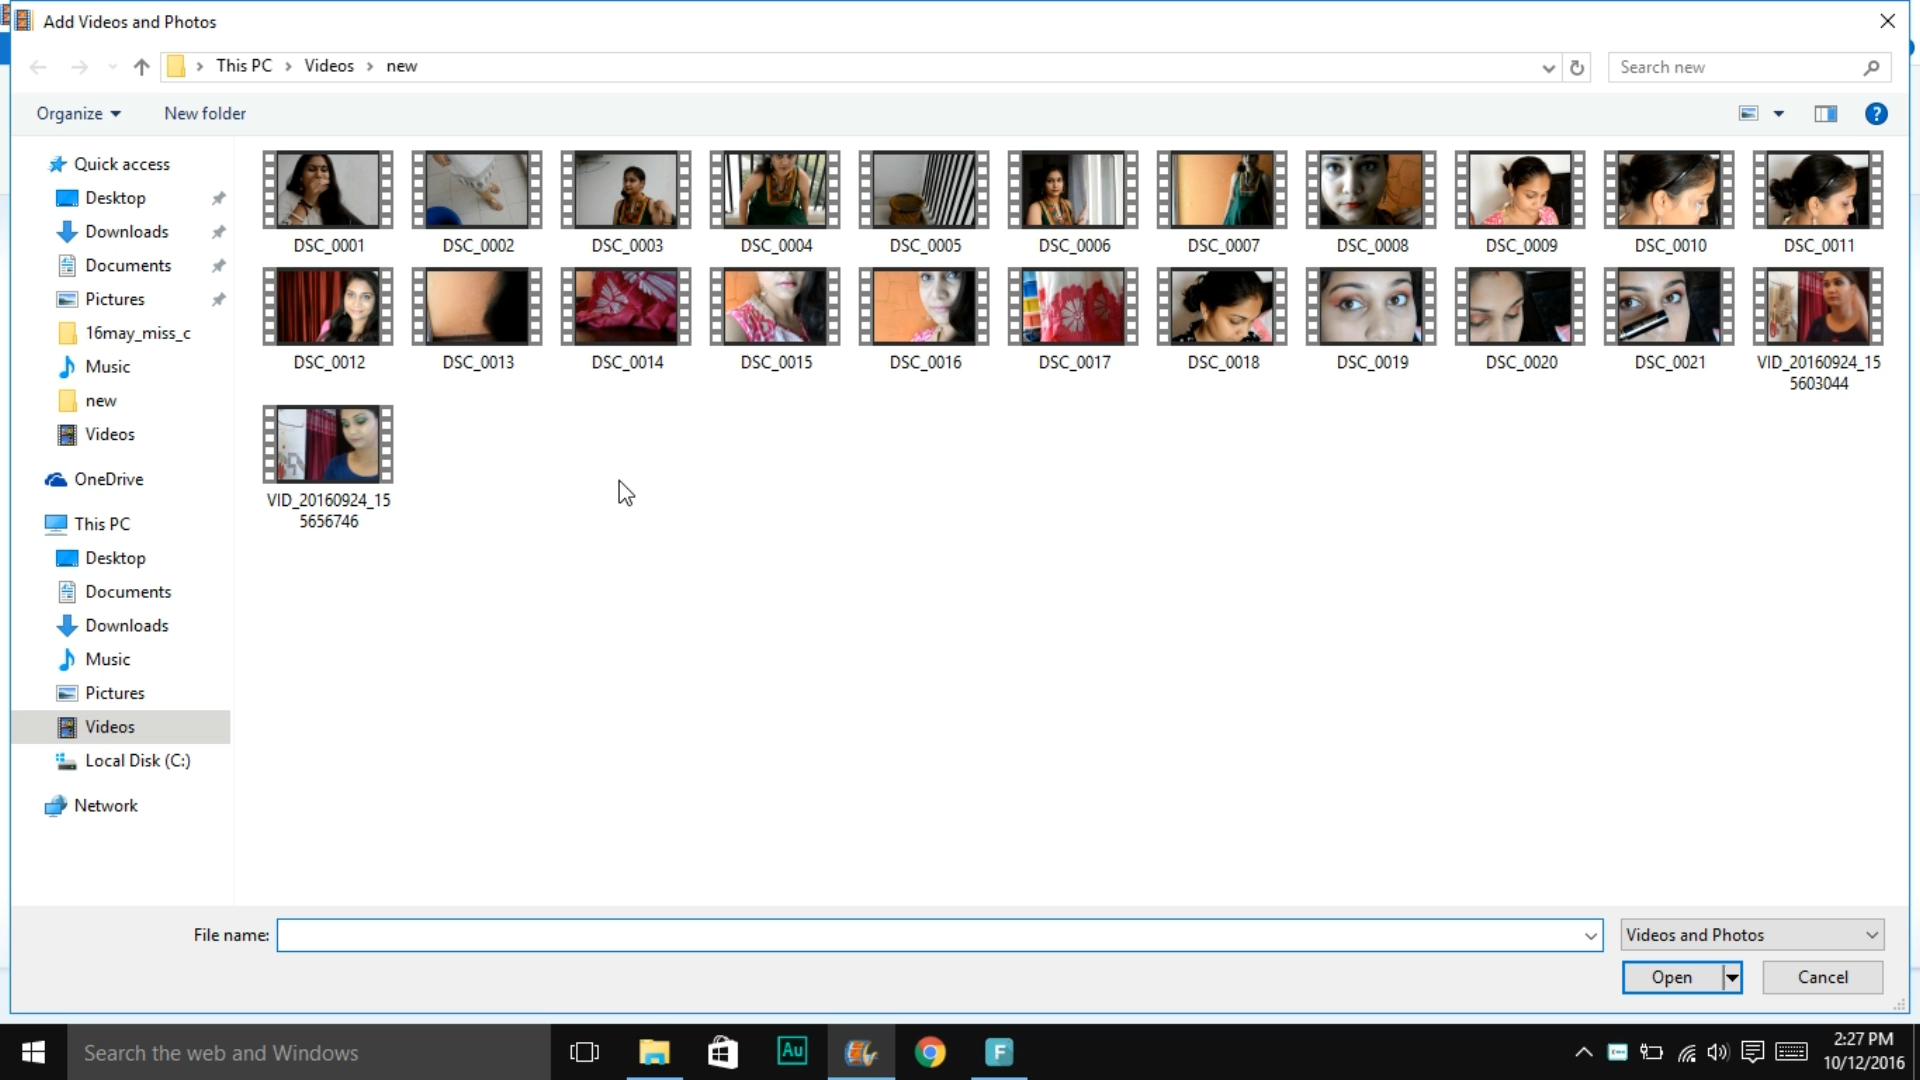 Add Videos and Photos
This PC > Videos > new
Search new
Organize
New folder
Quick access
Desktop
Downloads
Documents
Pictures
16may_miss_c
Music
new
Videos
OneDrive
This PC
Desktop
Documents
Downloads
Music
Pictures
Videos
Local Disk (C:)
Network
DSC_0001 DSC_0002 DSC_0003 DSC_0004 DSC_0005 DSC_0006 DSC_0007 DSC_0008 DSC_0009 DSC_0010 DSC_0011
DSC_0012 DSC_0013 DSC_0014 DSC_0015 DSC_0016 DSC_0017 DSC_0018 DSC_0019 DSC_0020 DSC_0021 VID_20160924_15
5603044
VID_20160924_15
5656746
File name:
Videos and Photos
Open
Cancel
Search the web and Windows
Au
F
2:27 PM
10/12/2016